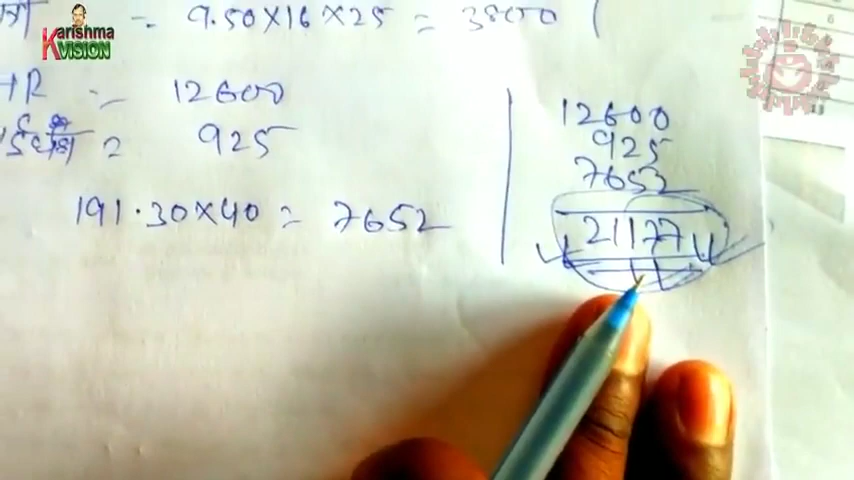 Karishma
VISION
= 9.50×16×25 = 3800
= 12600
= 925
191.30×40 = 7652
12600
925
7652
21177